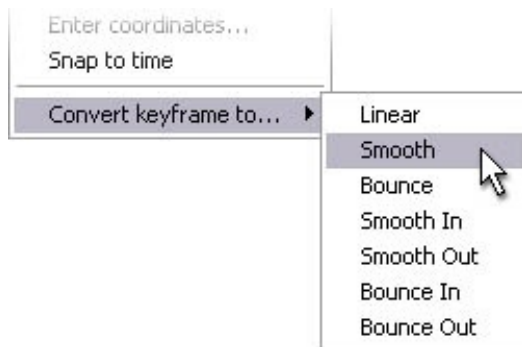 Enter coordinates...
Snap to time
Convert keyframe to...
Linear
Smooth
Bounce
Smooth In
Smooth Out
Bounce In
Bounce Out